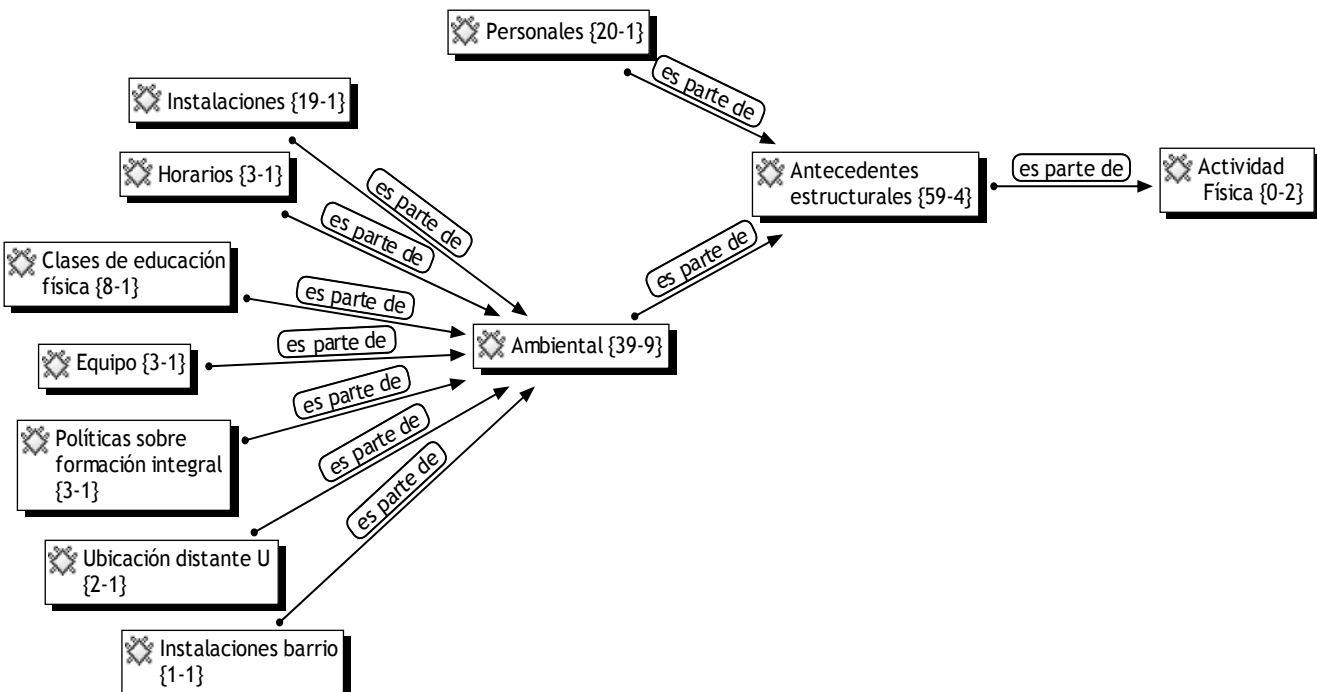 Personales {20-1}
es parte de
Instalaciones {19-1}
es parte de
Horarios {3-1}
es parte de
Antecedentes
estructurales {59-4}
es parte de
Actividad
Física {0-2}
Clases de educación
física {8-1}
es parte de
es parte de
Equipo {3-1}
es parte de
Ambiental {39-9}
Políticas sobre
formación integral
{3-1}
es parte de
Ubicación distante U
{2-1}
es parte de
Instalaciones barrio
{1-1}
es parte de